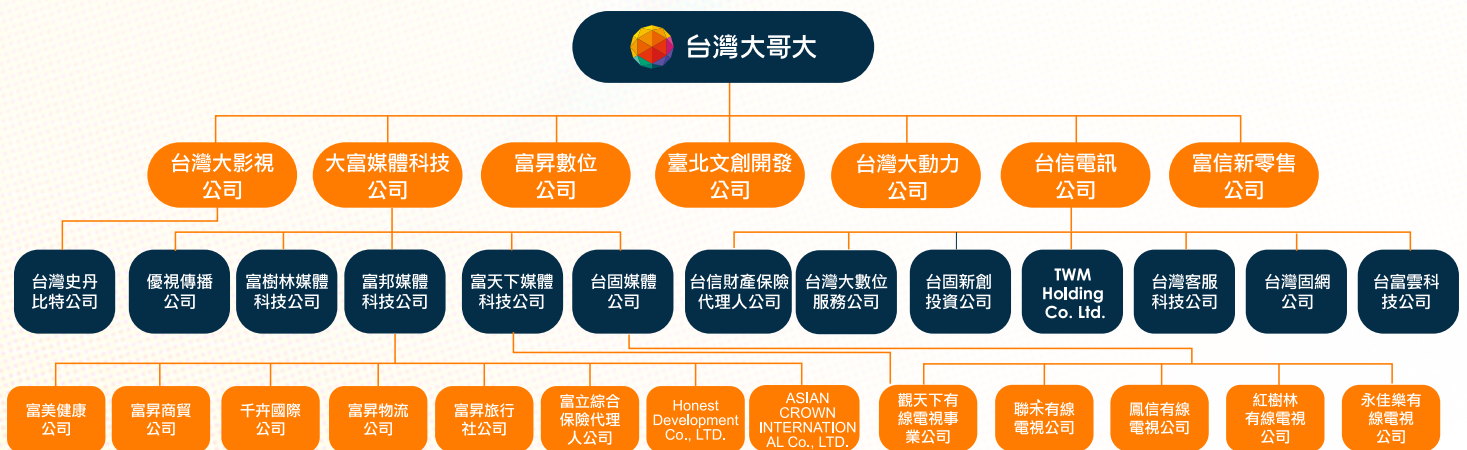 台灣大哥大
台灣大影視
公司
大富媒體科技
公司
富昇數位
公司
臺北文創開發
公司
台灣大動力
公司
台信電訊
公司
富信新零售
公司
台灣史丹
比特公司
優視傳播
公司
富樹林媒體
科技公司
富邦媒體
科技公司
富天下媒體
科技公司
台固媒體
公司
台信財產保險
代理人公司
台灣大數位
服務公司
台固新創
投資公司
TWM
Holding
Co. Ltd.
台灣客服
科技公司
台灣固網
公司
台富雲科
技公司
富美健康
公司
富昇商貿
公司
千卉國際
公司
富昇物流
公司
富昇旅行
社公司
富立綜合
保險代理
人公司
Honest
Development
Co., LTD.
ASIAN
CROWN
INTERNATION
AL Co., LTD.
觀天下有
線電視事
業公司
聯禾有線
電視公司
鳳信有線
電視公司
紅樹林
有線電視
公司
永佳樂有
線電視
公司